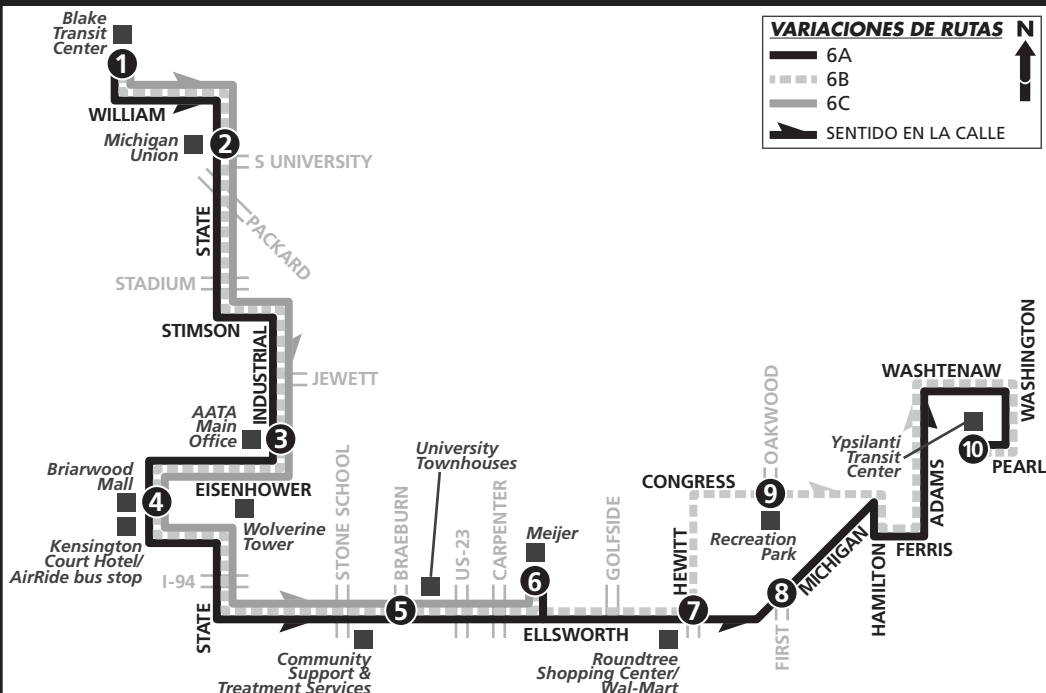 Blake
Transit
Center
1
WILLIAM
Michigan
Union
2
S UNIVERSITY
STATE
PACKARD
STADIUM
STIMSON
INDUSTRIAL
JEWETT
AATA
Main
Office
3
Briarwood
Mall
4
EISENHOWER
Kensington
Court Hotel/
AirRide bus stop
Wolverine
Tower
I-94
STATE
STONE SCHOOL
BRAEBURN
5
University
Townhouses
US-23
CARPENTER
Meijer
6
Community
Support &
Treatment Services
ELLSWORTH
GOLFSIDE
HEWITT
7
Roundtree
Shopping Center/
Wal-Mart
CONGRESS
OAKWOOD
9
Recreation
Park
8
FIRST
MICHIGAN
HAMILTON
FERRIS
ADAMS
WASHTENAW
WASHINGTON
Ypsilanti
Transit
Center
10
PEARL
VARIACIONES DE RUTAS
N
6A
6B
6C
SENTIDO EN LA CALLE